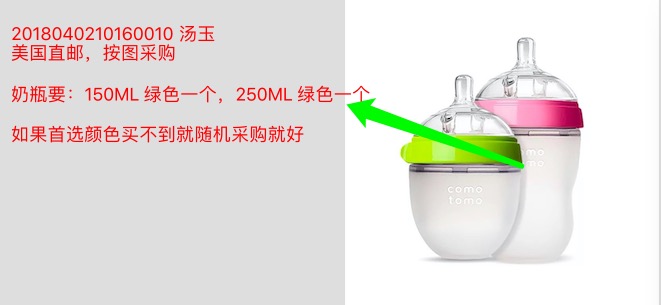 2018040210160010 汤玉
美国直邮，按图采购
奶瓶要：150ML 绿色一个，250ML 绿色一个
如果首选颜色买不到就随机采购就好
como
tomo
mo
mo